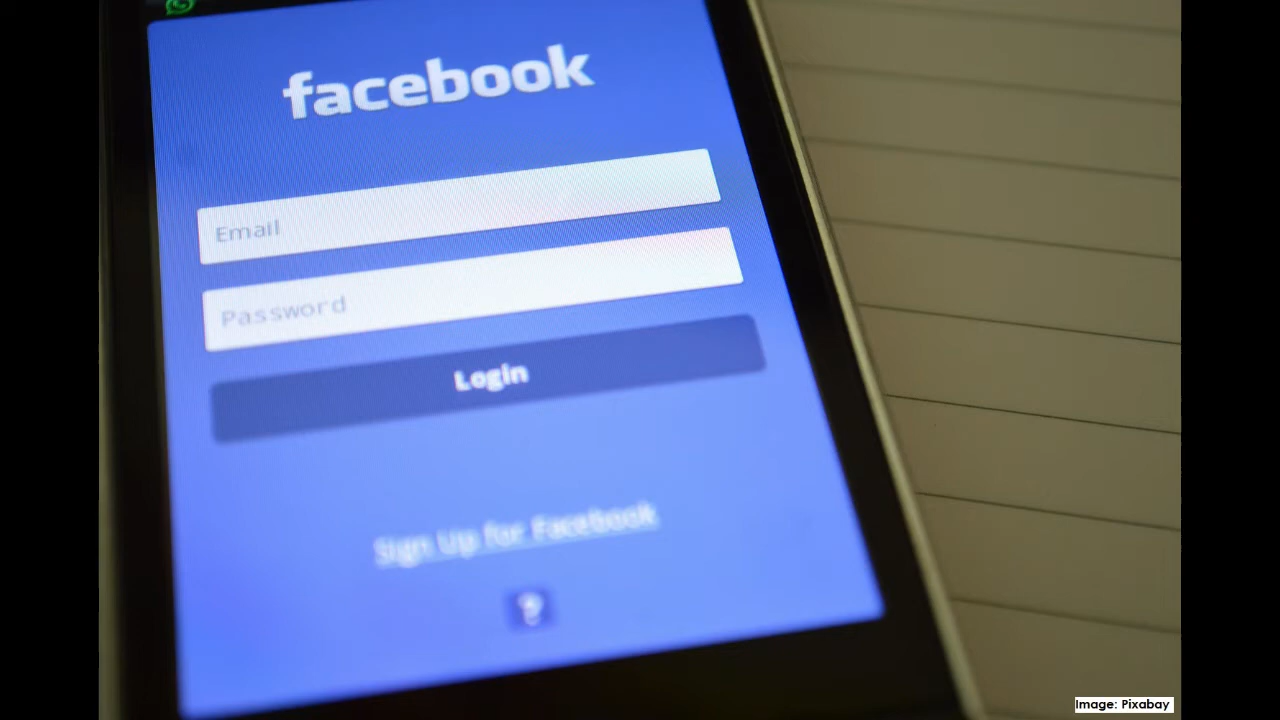 facebook
Email
Password
Login
Sign Up for Facebook
?
Image: Pixabay